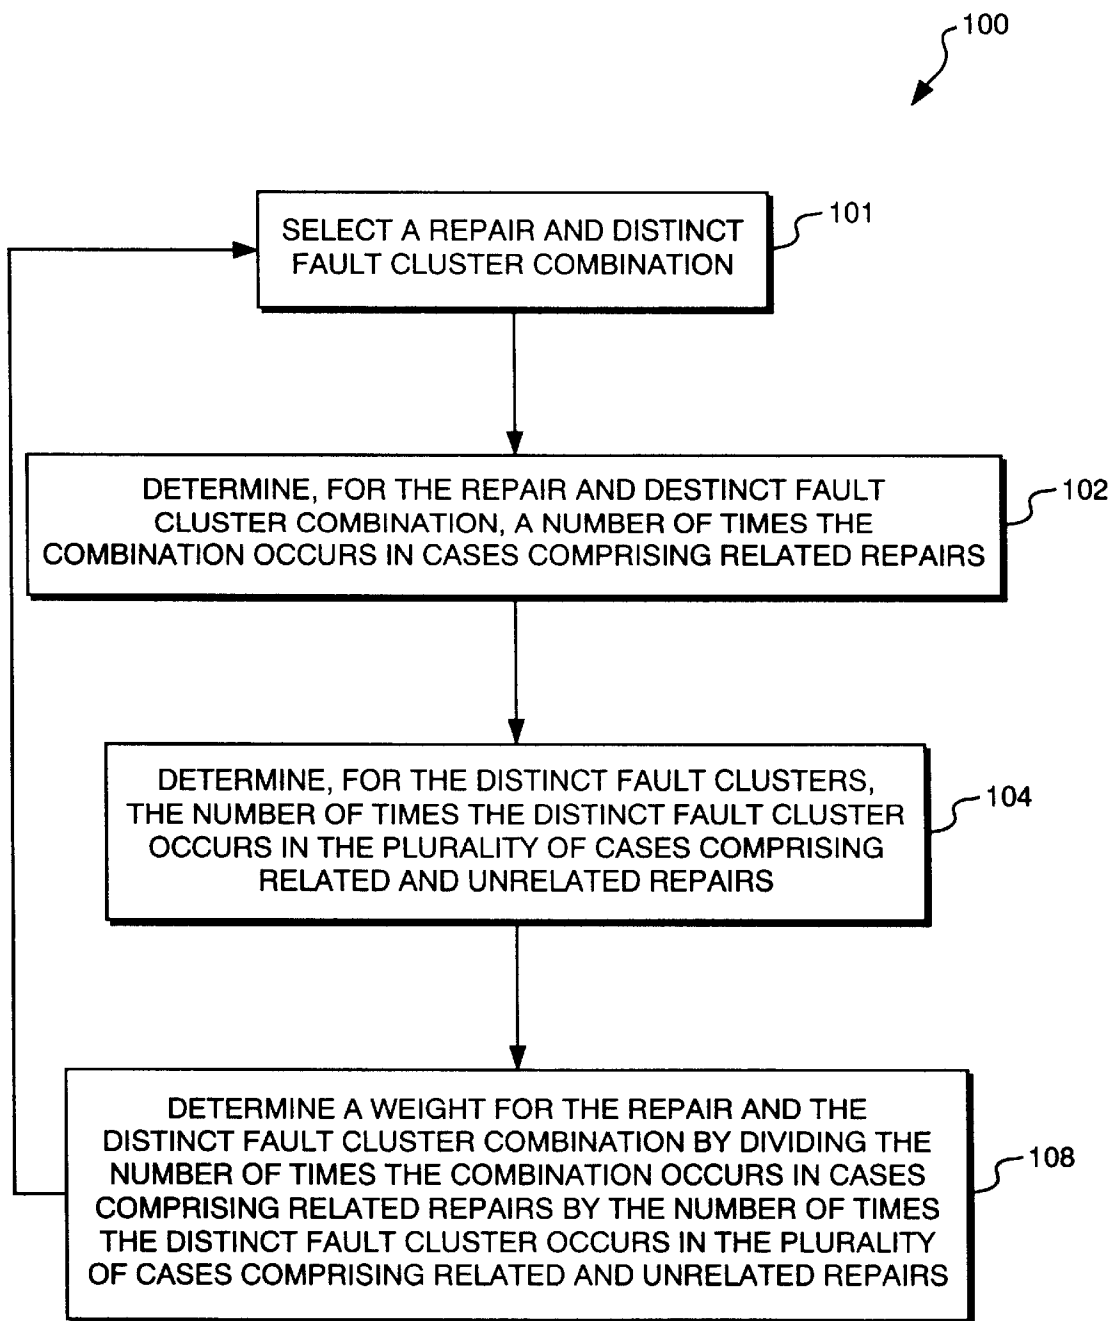 100
SELECT A REPAIR AND DISTINCT
FAULT CLUSTER COMBINATION
101
DETERMINE, FOR THE REPAIR AND DESTINCT FAULT
CLUSTER COMBINATION, A NUMBER OF TIMES THE
COMBINATION OCCURS IN CASES COMPRISING RELATED REPAIRS
102
DETERMINE, FOR THE DISTINCT FAULT CLUSTERS,
THE NUMBER OF TIMES THE DISTINCT FAULT CLUSTER
OCCURS IN THE PLURALITY OF CASES COMPRISING
RELATED AND UNRELATED REPAIRS
104
DETERMINE A WEIGHT FOR THE REPAIR AND THE
DISTINCT FAULT CLUSTER COMBINATION BY DIVIDING THE
NUMBER OF TIMES THE COMBINATION OCCURS IN CASES
COMPRISING RELATED REPAIRS BY THE NUMBER OF TIMES
THE DISTINCT FAULT CLUSTER OCCURS IN THE PLURALITY
OF CASES COMPRISING RELATED AND UNRELATED REPAIRS
108